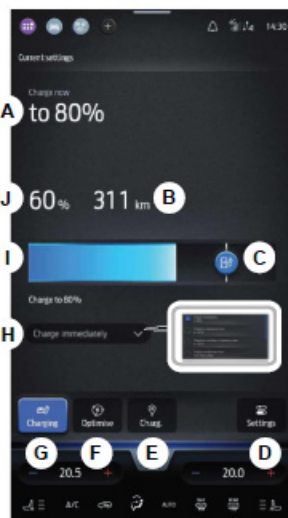 14:30
Current settings
Charge now
A to 80%
J 60 % 311 km B
I C
Charge to 80%
H Charge immediately
Charging Optimise Charg. Settings
G F E D
− 20.5 + − 20.0 +
A/C AUTO